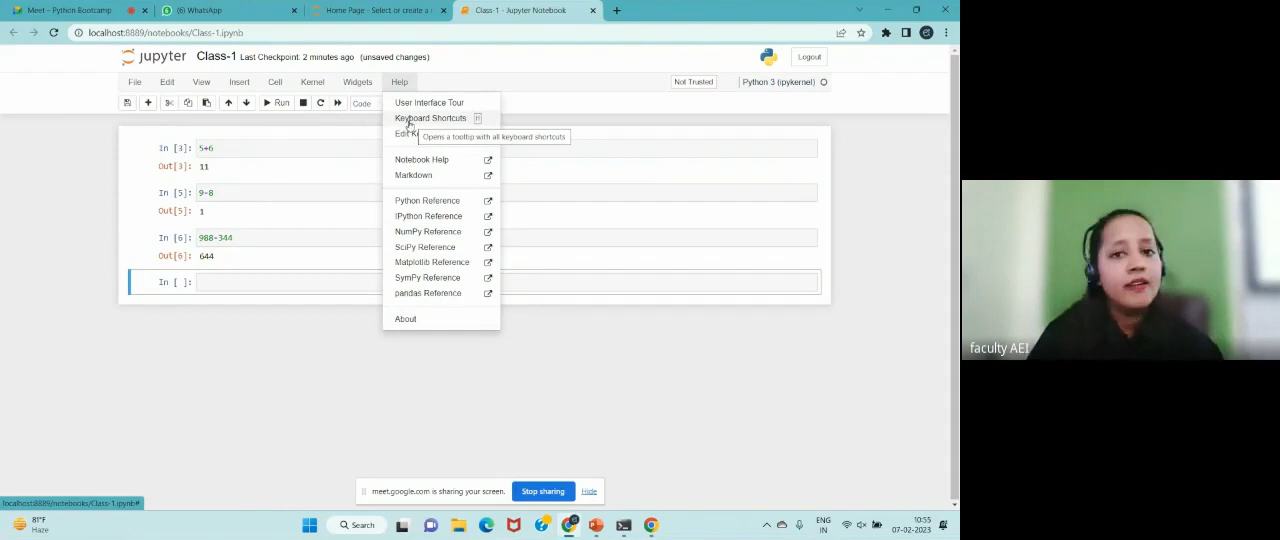 Meet – Python Bootcamp
(6) WhatsApp
Home Page - Select or create a n
Class-1 - Jupyter Notebook
localhost:8889/notebooks/Class-1.ipynb
jupyter Class-1 Last Checkpoint: 2 minutes ago (unsaved changes)
Logout
File Edit View Insert Cell Kernel Widgets Help
Not Trusted
Python 3 (ipykernel)
Run
Code
User Interface Tour
Keyboard Shortcuts
Opens a tooltip with all keyboard shortcuts
Notebook Help
Markdown
Python Reference
IPython Reference
NumPy Reference
SciPy Reference
Matplotlib Reference
SymPy Reference
pandas Reference
About
In [3]: 5+6
Out[3]: 11
In [5]: 9-8
Out[5]: 1
In [6]: 988-344
Out[6]: 644
In [ ]:
faculty AEI
meet.google.com is sharing your screen.
Stop sharing
Hide
localhost:8889/notebooks/Class-1.ipynb#
81°F
Haze
Search
ENG
IN
10:55
07-02-2023